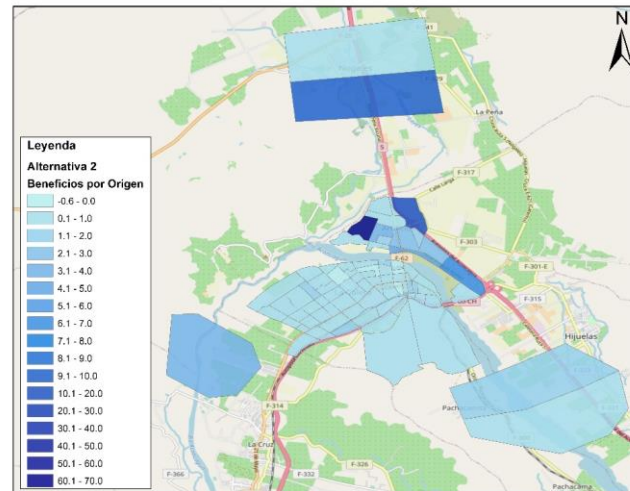 N
La Peña
5
F-317
Calle Larga
F-303
E-62
F-301-E
F-315
Hijuelas
F-314
La Cruz
F-326
F-366
F-332
Pachacama
Leyenda
Alternativa 2
Beneficios por Origen
-0.6 - 0.0
0.1 - 1.0
1.1 - 2.0
2.1 - 3.0
3.1 - 4.0
4.1 - 5.0
5.1 - 6.0
6.1 - 7.0
7.1 - 8.0
8.1 - 9.0
9.1 - 10.0
10.1 - 20.0
20.1 - 30.0
30.1 - 40.0
40.1 - 50.0
50.1 - 60.0
60.1 - 70.0